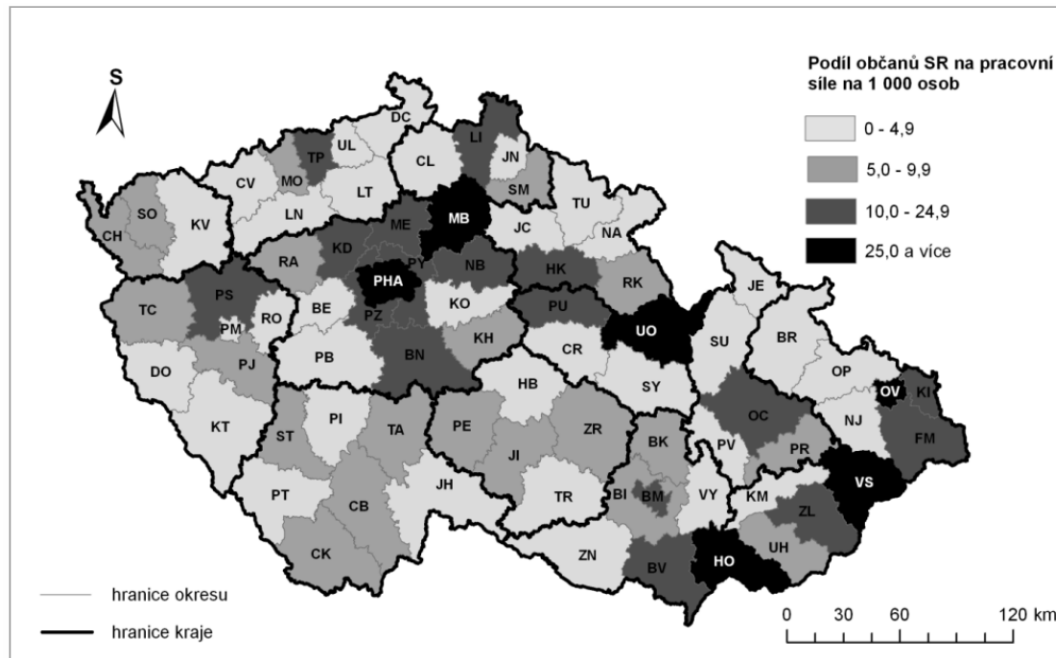 S
Podíl občanů SR na pracovní
síle na 1 000 osob
0 - 4,9
5,0 - 9,9
10,0 - 24,9
25,0 a více
DC
LI
TP
UL
CL
JN
MO
CV
LT
SM
TU
SO
KV
LN
ME
MB
JC
NA
CH
RA
KD
PY
NB
HK
RK
PHA
JE
TC
PS
BE
PZ
KO
PU
RO
PM
UO
SU
BR
PJ
PB
BN
KH
CR
DO
OP
HB
SY
OV
KI
KT
OC
NJ
FM
ST
PI
TA
PE
ZR
BK
PV
PR
JI
VS
PT
CB
JH
TR
BI
BM
VY
KM
ZL
CK
ZN
BV
HO
UH
hranice okresu
hranice kraje
0 30 60 120 km